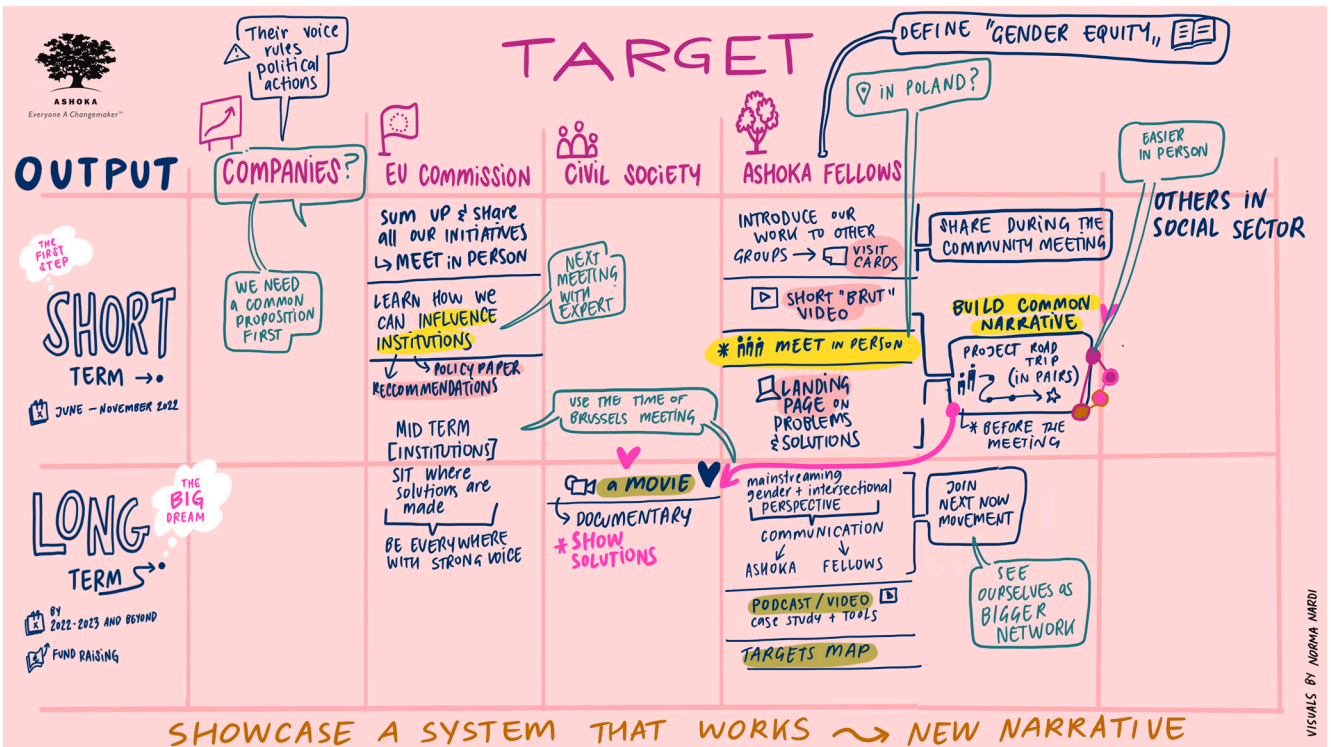 ASHOKA
Everyone A Changemaker™
Their voice
rules
political
actions
TARGET
DEFINE "GENDER EQUITY„
IN POLAND?
EASIER
IN PERSON
OUTPUT
COMPANIES?
EU COMMISSION
CIVIL SOCIETY
ASHOKA FELLOWS
OTHERS IN
SOCIAL SECTOR
THE
FIRST
STEP
SHORT
TERM →•
JUNE – NOVEMBER 2022
WE NEED
a COMMON
PROPOSITION
FIRST
SUM UP & SHARE
all OUR INITIATIVES
↳ MEET IN PERSON
LEARN HOW WE
CAN INFLUENCE
INSTITUTIONS
POLICY PAPER
RECCOMMENDATIONS
NEXT
MEETING
WITH
EXPERT
MID TERM
[INSTITUTIONS]
SIT where
solutions are
made
BE EVERYWHERE
WITH STRONG VOICE
USE THE TIME OF
BRUSSELS MEETING
INTRODUCE OUR
WORK TO OTHER
GROUPS → VISIT
CARDS
SHORT "BRUT"
VIDEO
* MEET IN PERSON
LANDING
PAGE ON
PROBLEMS
& SOLUTIONS
SHARE DURING THE
COMMUNITY MEETING
BUILD COMMON
NARRATIVE
PROJECT ROAD
TRIP
(IN PAIRS)
* BEFORE THE
MEETING
THE
BIG
DREAM
LONG
TERM
BY
2022-2023 AND BEYOND
FUND RAISING
a MOVIE
DOCUMENTARY
* SHOW
SOLUTIONS
mainstreaming
gender + intersectional
PERSPECTIVE
COMMUNICATION
ASHOKA FELLOWS
PODCAST / VIDEO
case study + TOOLS
TARGETS MAP
JOIN
NEXT NOW
MOVEMENT
SEE
OURSELVES AS
BIGGER
NETWORK
SHOWCASE A SYSTEM THAT WORKS → NEW NARRATIVE
VISUALS BY NORMA NARDI